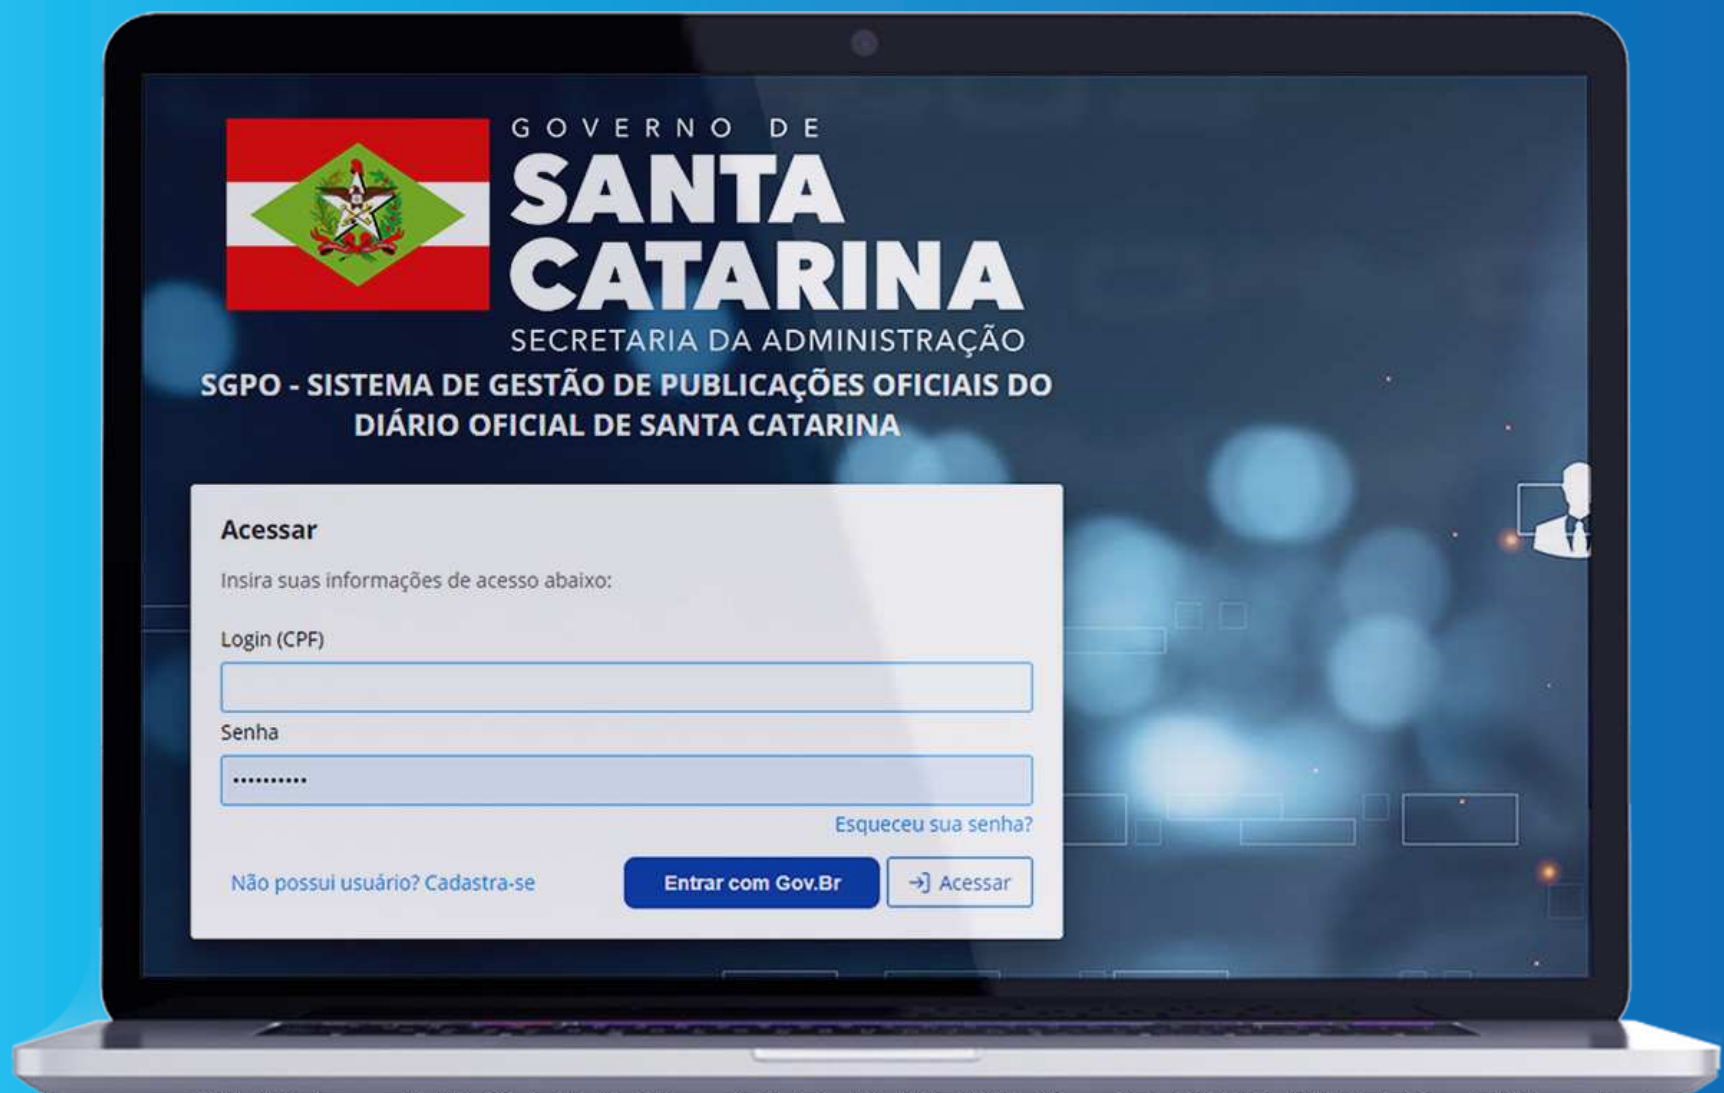 GOVERNO DE
SANTA
CATARINA
SECRETARIA DA ADMINISTRAÇÃO
SGPO - SISTEMA DE GESTÃO DE PUBLICAÇÕES OFICIAIS DO
DIÁRIO OFICIAL DE SANTA CATARINA
Acessar
Insira suas informações de acesso abaixo:
Login (CPF)
Senha
••••••••••
Esqueceu sua senha?
Não possui usuário? Cadastra-se
Entrar com Gov.Br
Acessar